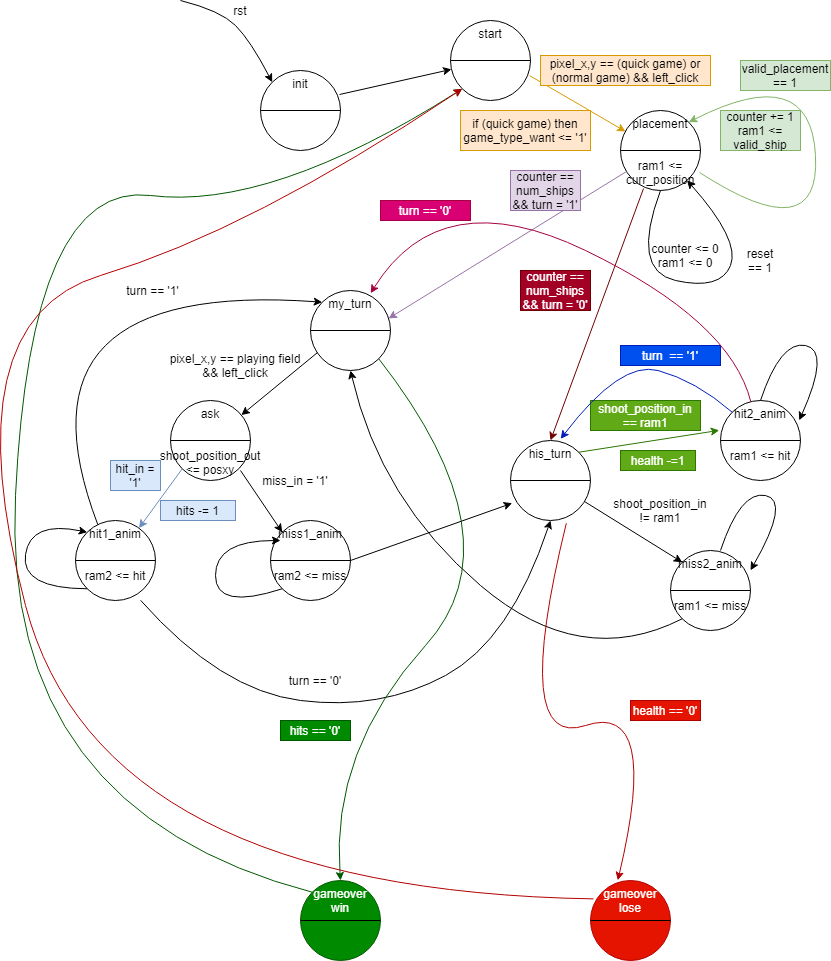 rst
start
init
pixel_x,y == (quick game) or
(normal game) && left_click
valid_placement
== 1
if (quick game) then
game_type_want <= '1'
placement
counter += 1
ram1 <=
valid_ship
ram1 <=
curr_position
counter ==
num_ships
&& turn = '1'
turn == '0'
counter <= 0
ram1 <= 0
reset
== 1
counter ==
num_ships
&& turn = '0'
turn == '1'
my_turn
pixel_x,y == playing field
&& left_click
turn == '1'
ask
shoot_position_out
<= posxy
shoot_position_in
== ram1
hit2_anim
ram1 <= hit
his_turn
health -=1
hit_in =
'1'
miss_in = '1'
hits -= 1
shoot_position_in
!= ram1
hit1_anim
ram2 <= hit
miss1_anim
ram2 <= miss
miss2_anim
ram1 <= miss
turn == '0'
hits == '0'
health == '0'
gameover
win
gameover
lose